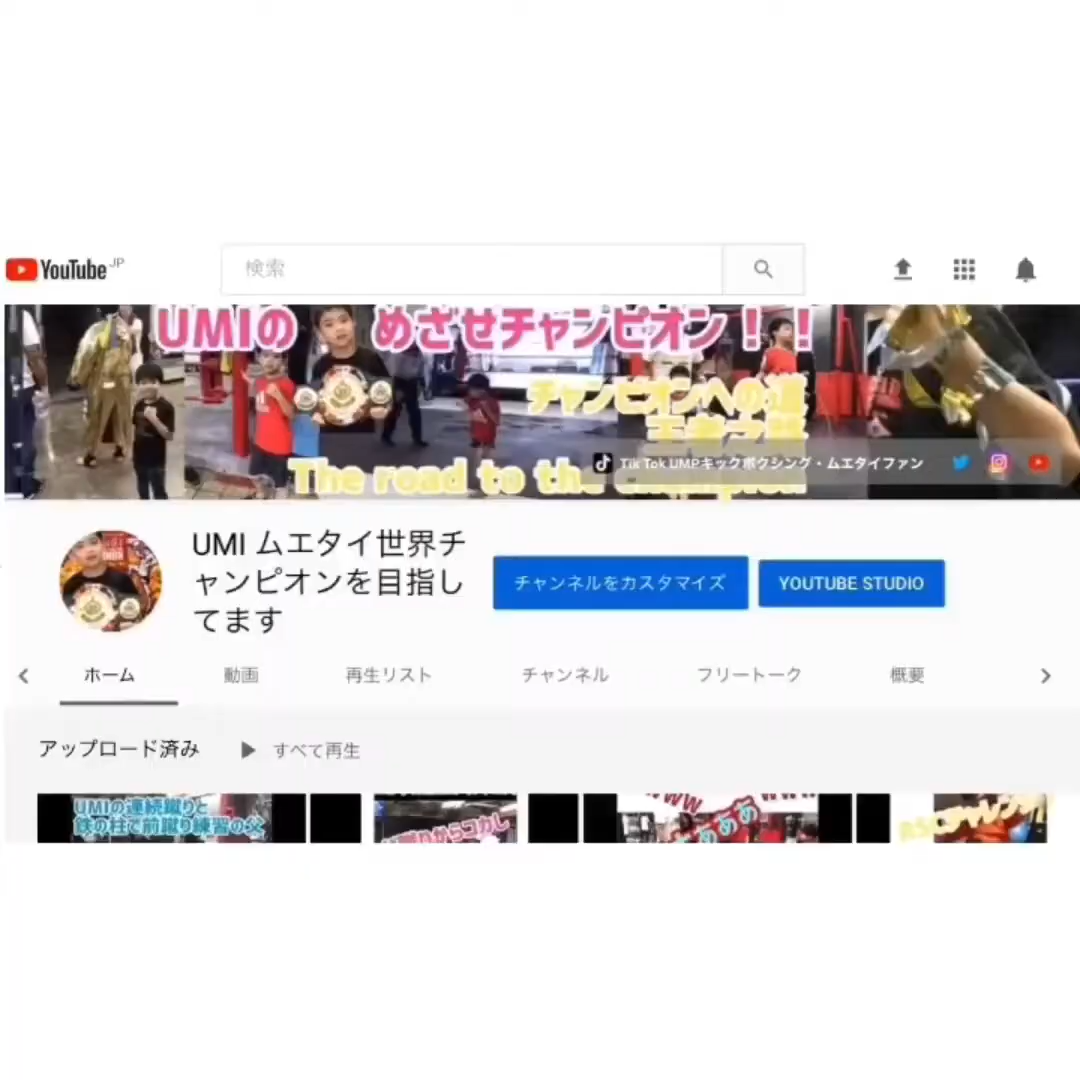 YouTube JP
検索
UMIの めざせチャンピオン！！
チャンピオンへの道
The road to the champion
Tik Tok UMPキックボクシング・ムエタイファン
UMI ムエタイ世界チ
ャンピオンを目指し
てます
チャンネルをカスタマイズ
YOUTUBE STUDIO
ホーム 動画 再生リスト チャンネル フリートーク 概要
アップロード済み すべて再生
UMIの連続蹴りと
鉄の柱で前蹴り練習の父